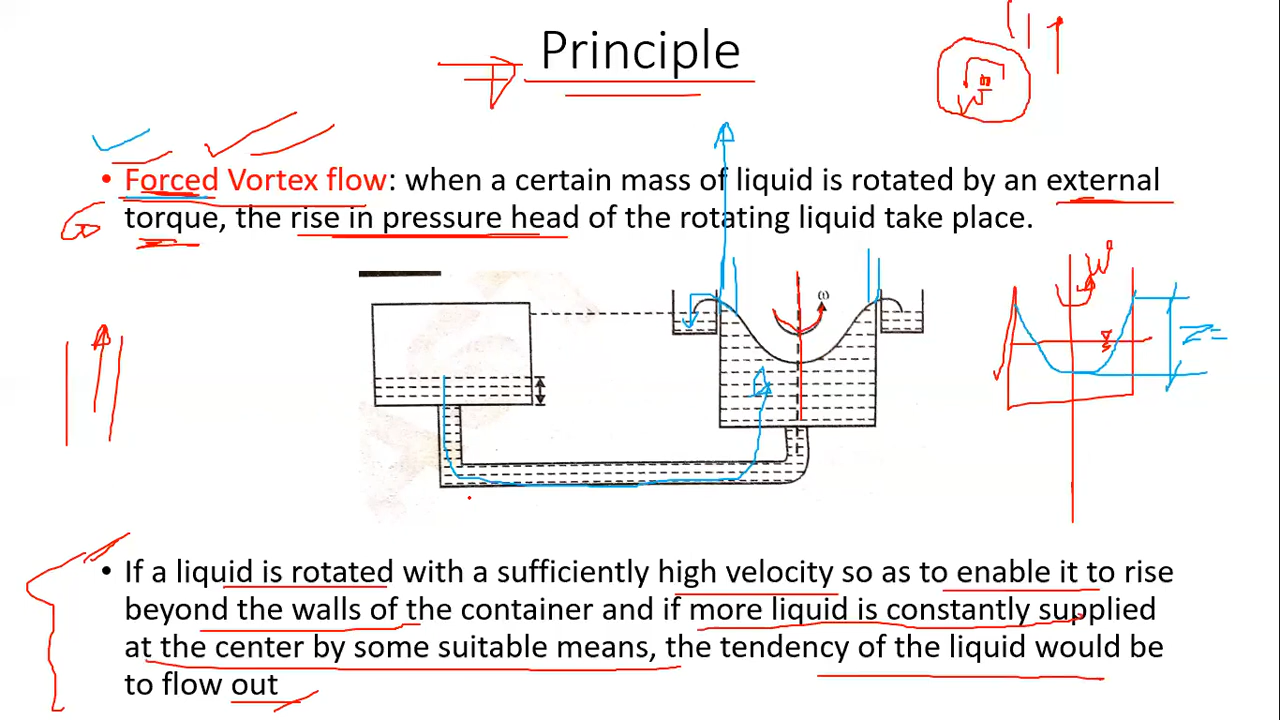 Principle
• Forced Vortex flow: when a certain mass of liquid is rotated by an external
torque, the rise in pressure head of the rotating liquid take place.
ω
ω
Z=
• If a liquid is rotated with a sufficiently high velocity so as to enable it to rise
beyond the walls of the container and if more liquid is constantly supplied
at the center by some suitable means, the tendency of the liquid would be
to flow out